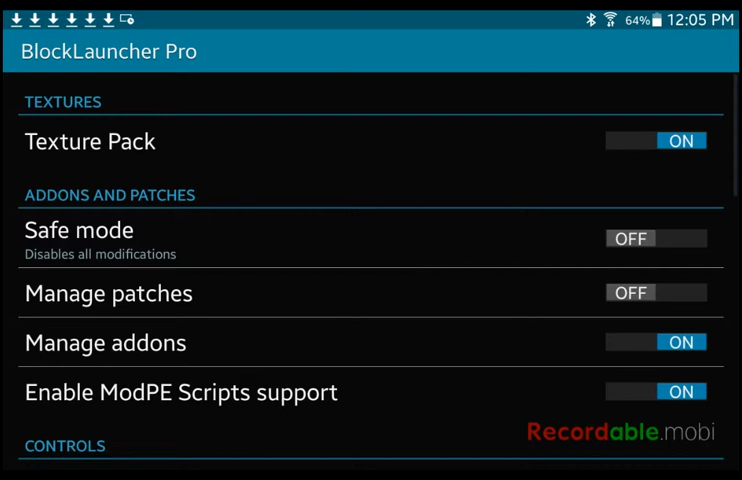 64% 12:05 PM
BlockLauncher Pro
TEXTURES
Texture Pack ON
ADDONS AND PATCHES
Safe mode
Disables all modifications
OFF
Manage patches OFF
Manage addons ON
Enable ModPE Scripts support ON
Recordable.mobi
CONTROLS